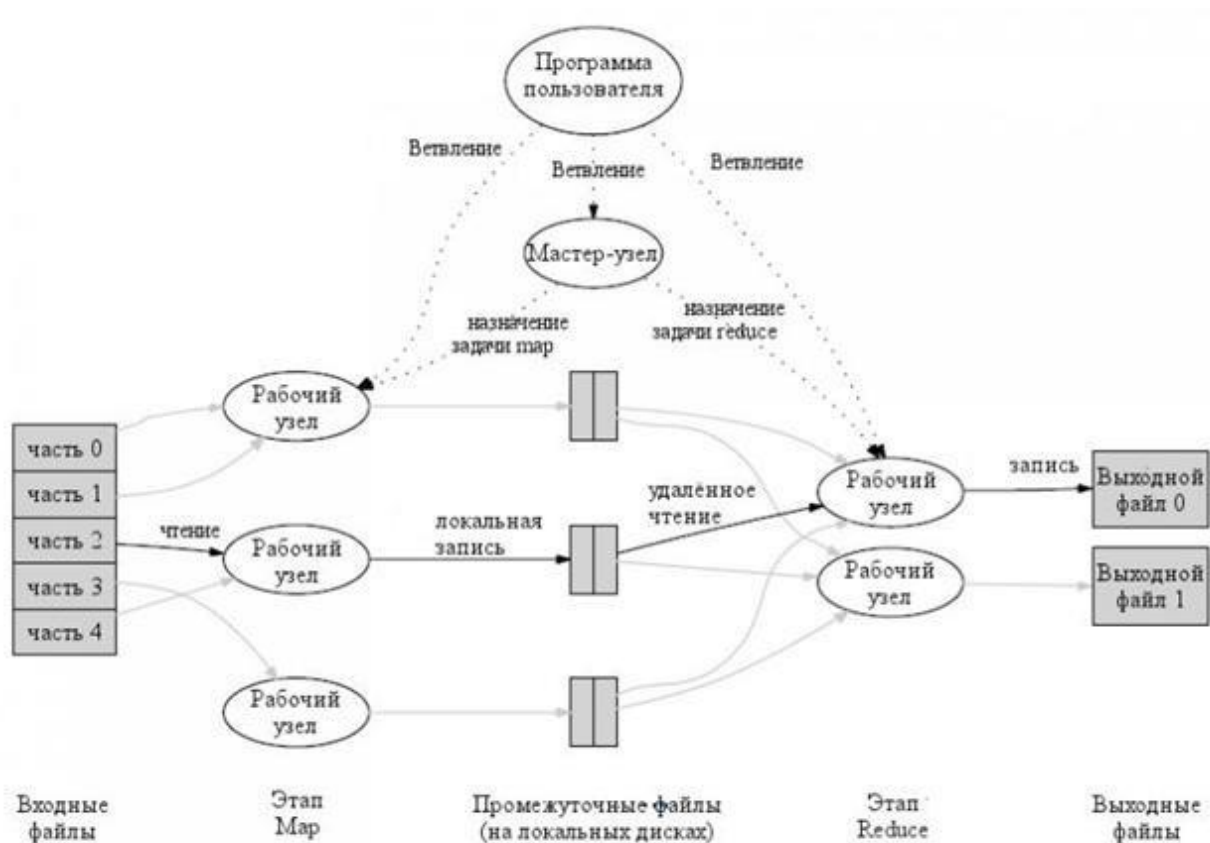 Программа
пользователя
Ветвление
Ветвление
Ветвление
Мастер-узел
назначение
задачи map
назначение
задачи reduce
Рабочий
узел
часть 0
часть 1
часть 2
часть 3
часть 4
чтение
Рабочий
узел
локальная
запись
удалённое
чтение
Рабочий
узел
запись
Выходной
файл 0
Рабочий
узел
Выходной
файл 1
Рабочий
узел
Входные
файлы
Этап
Map
Промежуточные файлы
(на локальных дисках)
Этап
Reduce
Выходные
файлы